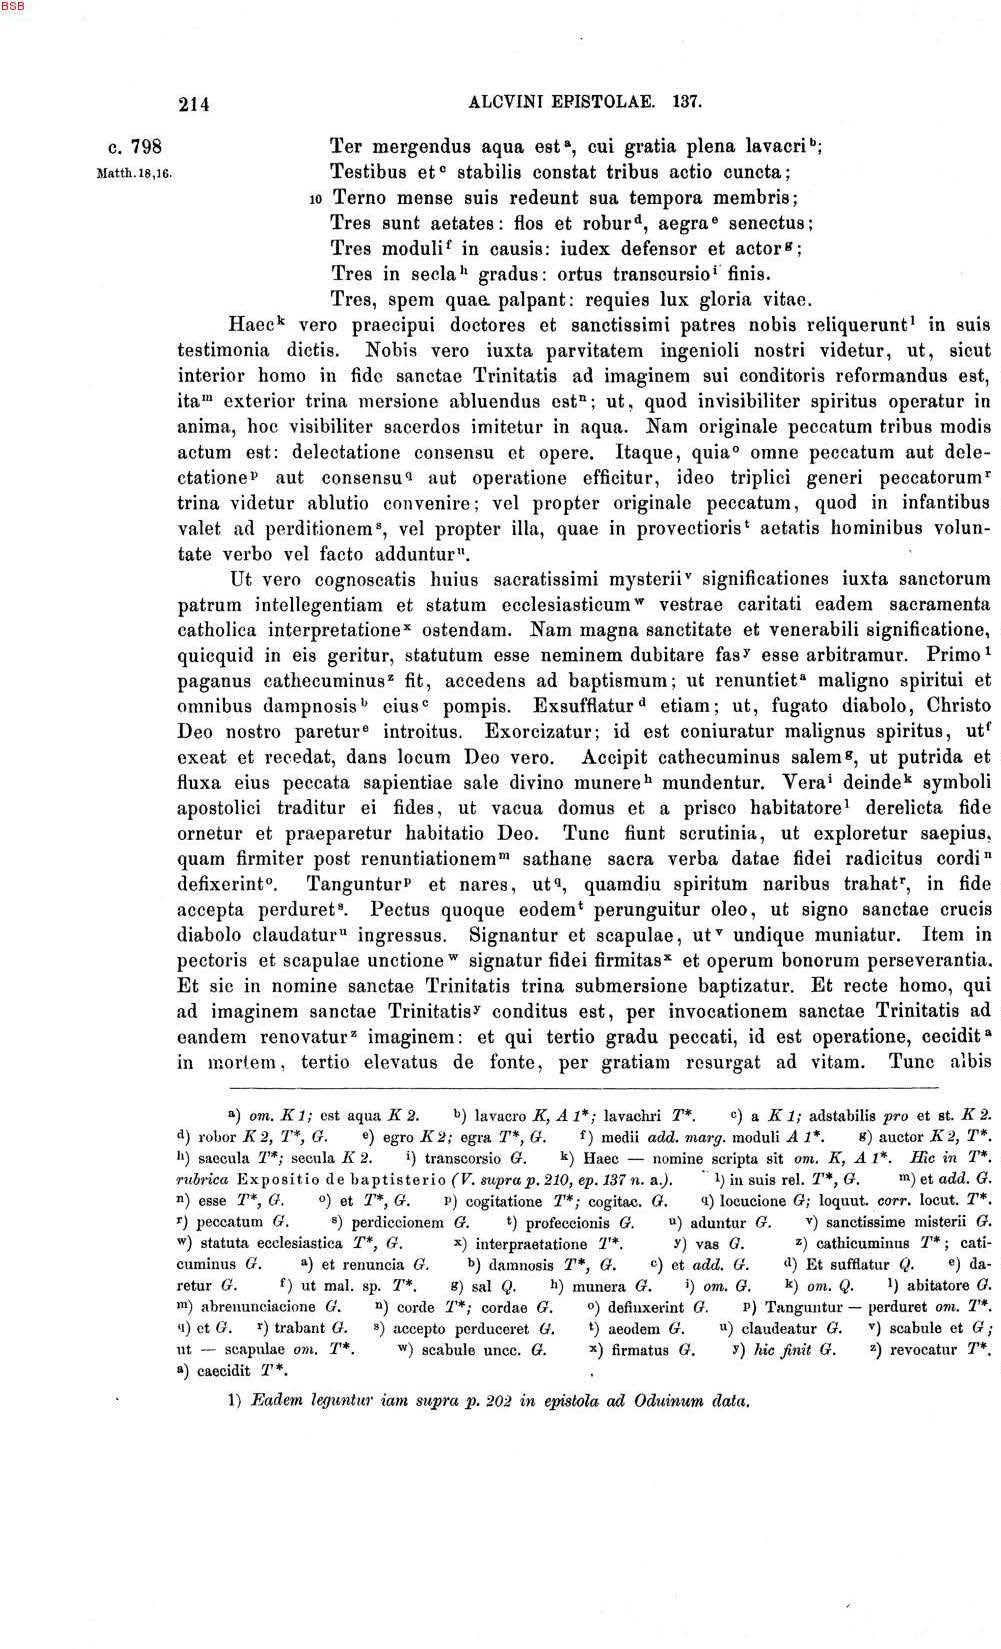 BSB
214 ALCVINI EPISTOLAE. 137.
c. 798 Ter mergendus aqua est ᵃ, cui gratia plena lavacri ᵇ;
Matth. 18,16. Testibus et ᶜ stabilis constat tribus actio cuncta;
10 Terno mense suis redeunt sua tempora membris;
Tres sunt aetates: flos et robur ᵈ, aegra ᵉ senectus;
Tres moduli ᶠ in causis: iudex defensor et actor ᵍ;
Tres in secla ʰ gradus: ortus transcursio ⁱ finis.
Tres, spem quae palpant: requies lux gloria vitae.
Haec ᵏ vero praecipui doctores et sanctissimi patres nobis reliquerunt ˡ in suis
testimonia dictis. Nobis vero iuxta parvitatem ingenioli nostri videtur, ut, sicut
interior homo in fide sanctae Trinitatis ad imaginem sui conditoris reformandus est,
ita ᵐ exterior trina mersione abluendus est ⁿ; ut, quod invisibiliter spiritus operatur in
anima, hoc visibiliter sacerdos imitetur in aqua. Nam originale peccatum tribus modis
actum est: delectatione consensu et opere. Itaque, quia ᵒ omne peccatum aut dele-
ctatione ᵖ aut consensu q aut operatione efficitur, ideo triplici generi peccatorum ʳ
trina videtur ablutio convenire; vel propter originale peccatum, quod in infantibus
valet ad perditionem ˢ, vel propter illa, quae in provectioris ᵗ aetatis hominibus volun-
tate verbo vel facto adduntur ᵘ.
Ut vero cognoscatis huius sacratissimi mysterii ᵛ significationes iuxta sanctorum
patrum intellegentiam et statum ecclesiasticum ʷ vestrae caritati eadem sacramenta
catholica interpretatione ˣ ostendam. Nam magna sanctitate et venerabili significatione,
quicquid in eis geritur, statutum esse neminem dubitare fas ʸ esse arbitramur. Primo ¹
paganus cathecuminus ᶻ fit, accedens ad baptismum; ut renuntiet ᵃ maligno spiritui et
omnibus dampnosis ᵇ eius ᶜ pompis. Exsufflatur ᵈ etiam; ut, fugato diabolo, Christo
Deo nostro paretur ᵉ introitus. Exorcizatur; id est coniuratur malignus spiritus, ut ᶠ
exeat et recedat, dans locum Deo vero. Accipit cathecuminus salem ᵍ, ut putrida et
fluxa eius peccata sapientiae sale divino munere ʰ mundentur. Vera ⁱ deinde ᵏ symboli
apostolici traditur ei fides, ut vacua domus et a prisco habitatore ˡ derelicta fide
ornetur et praeparetur habitatio Deo. Tunc fiunt scrutinia, ut exploretur saepius,
quam firmiter post renuntiationem ᵐ sathane sacra verba datae fidei radicitus cordi ⁿ
defixerint ᵒ. Tanguntur ᵖ et nares, ut q, quamdiu spiritum naribus trahat ʳ, in fide
accepta perduret ˢ. Pectus quoque eodem ᵗ perunguitur oleo, ut signo sanctae crucis
diabolo claudatur ᵘ ingressus. Signantur et scapulae, ut ᵛ undique muniatur. Item in
pectoris et scapulae unctione ʷ signatur fidei firmitas ˣ et operum bonorum perseverantia.
Et sic in nomine sanctae Trinitatis trina submersione baptizatur. Et recte homo, qui
ad imaginem sanctae Trinitatis ʸ conditus est, per invocationem sanctae Trinitatis ad
eandem renovatur ᶻ imaginem: et qui tertio gradu peccati, id est operatione, cecidit ᵃ
in mortem, tertio elevatus de fonte, per gratiam resurgat ad vitam. Tunc albis
a) om. K 1; est aqua K 2. b) lavacro K, A 1*; lavachri T*. c) a K 1; adstabilis pro et st. K 2.
d) robor K 2, T*, G. e) egro K 2; egra T*, G. f) medii add. marg. moduli A 1*. g) auctor K 2, T*.
h) saecula T*; secula K 2. i) transcorsio G. k) Haec — nomine scripta sit om. K, A 1*. Hic in T*.
rubrica Expositio de baptisterio (V. supra p. 210, ep. 137 n. a.). l) in suis rel. T*, G. m) et add. G.
n) esse T*, G. o) et T*, G. p) cogitatione T*; cogitac. G. q) locucione G; loquut. corr. locut. T*.
r) peccatum G. s) perdiccionem G. t) profeccionis G. u) aduntur G. v) sanctissime misterii G.
w) statuta ecclesiastica T*, G. x) interpraetatione T*. y) vas G. z) cathicuminus T*; cati-
cuminus G. a) et renuncia G. b) damnosis T*, G. c) et add. G. d) Et sufflatur Q. e) da-
retur G. f) ut mal. sp. T*. g) sal Q. h) munera G. i) om. G. k) om. Q. l) abitatore G.
m) abrenunciacione G. n) corde T*; cordae G. o) definxerint G. p) Tanguntur — perduret om. T*.
q) et G. r) trabant G. s) accepto perduceret G. t) aeodem G. u) claudeatur G. v) scabule et G;
ut — scapulae om. T*. w) scabule uncc. G. x) firmatus G. y) hic finit G. z) revocatur T*.
a) caecidit T*.
1) Eadem leguntur iam supra p. 202 in epistola ad Oduinum data.